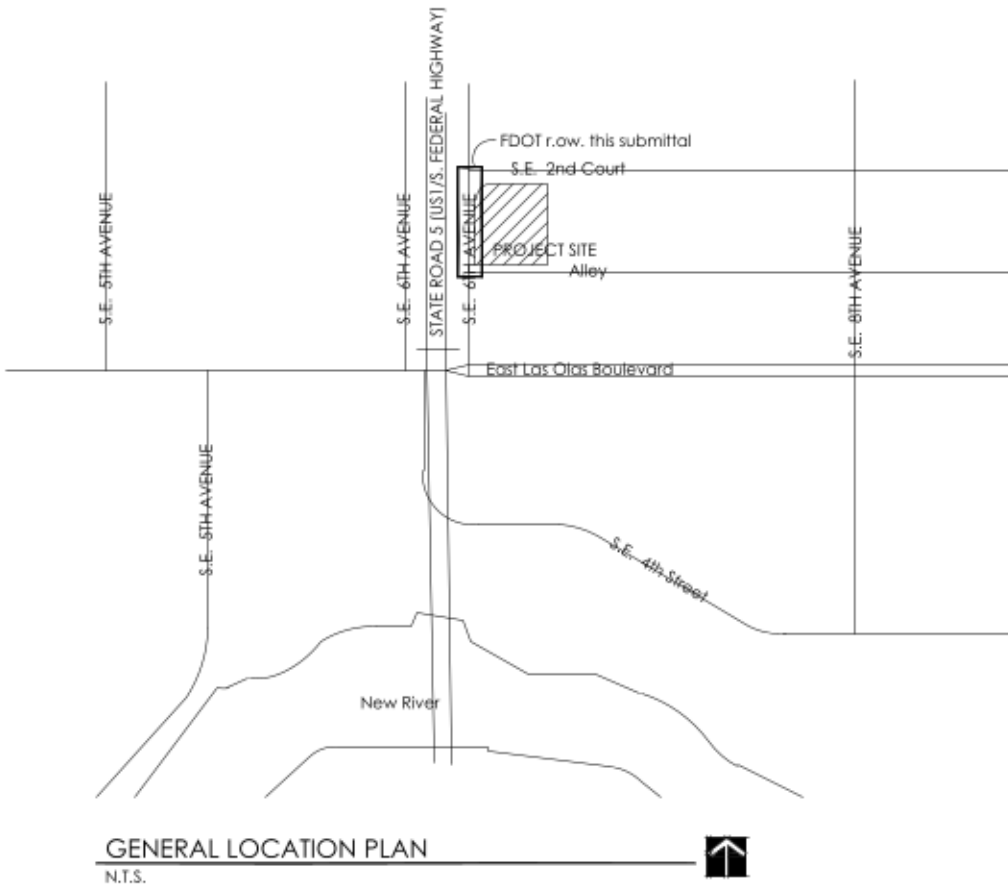 STATE ROAD 5 (US1/S. FEDERAL HIGHWAY)
FDOT r.ow. this submittal
S.E. 2nd Court
S.E. 5TH AVENUE
S.E. 6TH AVENUE
S.E. 6TH AVENUE
PROJECT SITE
Alley
S.E. 8TH AVENUE
East Las Olas Boulevard
S.E. 5TH AVENUE
S.E. 4th Street
New River
GENERAL LOCATION PLAN
N.T.S.